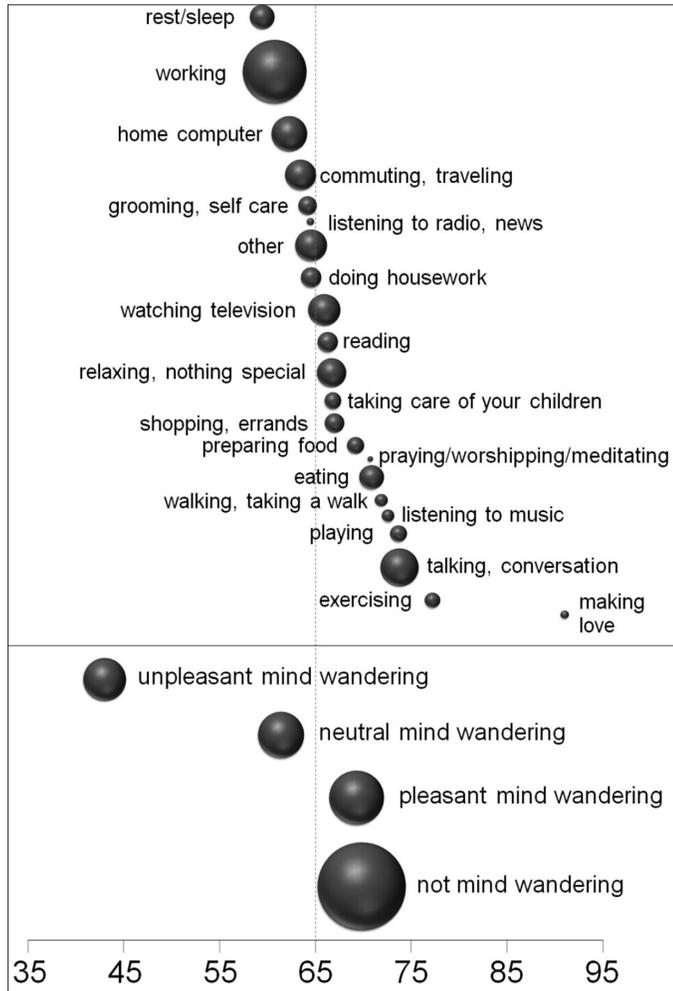 rest/sleep
working
home computer
commuting, traveling
grooming, self care
listening to radio, news
other
doing housework
watching television
reading
relaxing, nothing special
taking care of your children
shopping, errands
preparing food
praying/worshipping/meditating
eating
walking, taking a walk
listening to music
playing
talking, conversation
exercising
making
love
unpleasant mind wandering
neutral mind wandering
pleasant mind wandering
not mind wandering
35 45 55 65 75 85 95